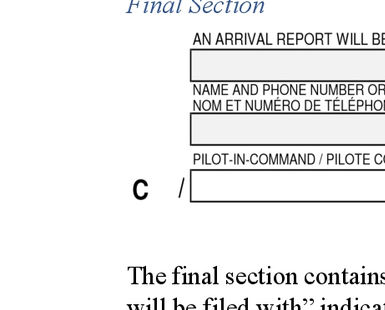 Final Section
AN ARRIVAL REPORT WILL BE
NAME AND PHONE NUMBER OR
NOM ET NUMÉRO DE TÉLÉPHO
PILOT-IN-COMMAND / PILOTE CO
C /
The final section contains
will be filed with” indica